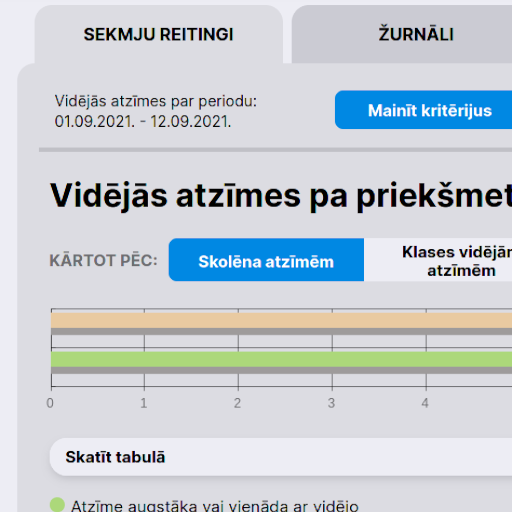 SEKMJU REITINGI
ŽURNĀLI
Vidējās atzīmes par periodu:
01.09.2021. - 12.09.2021.
Mainīt kritērijus
Vidējās atzīmes pa priekšmet
KĀRTOT PĒC:
Skolēna atzīmēm
Klases vidējām
atzīmēm
0 1 2 3 4
Skatīt tabulā
Atzīme augstāka vai vienāda ar vidējo